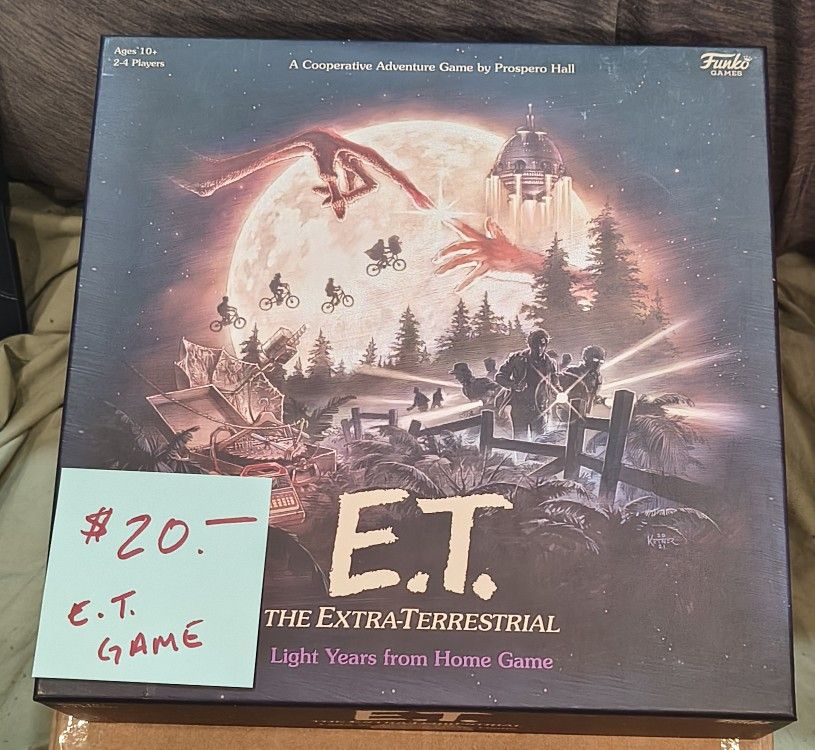 Ages 10+
2-4 Players
A Cooperative Adventure Game by Prospero Hall
Funko
GAMES
$20.—
E.T.
GAME
E.T.
THE EXTRA-TERRESTRIAL
Light Years from Home Game
KETNER
E.T.